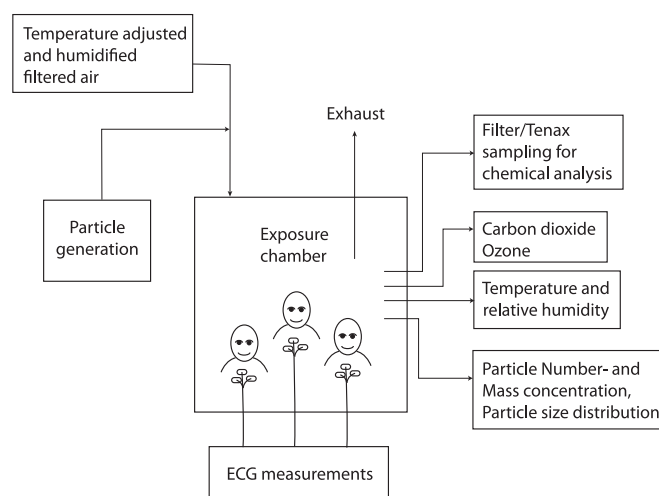 Temperature adjusted
and humidified
filtered air
Exhaust
Filter/Tenax
sampling for
chemical analysis
Particle
generation
Exposure
chamber
Carbon dioxide
Ozone
Temperature and
relative humidity
Particle Number- and
Mass concentration,
Particle size distribution
ECG measurements